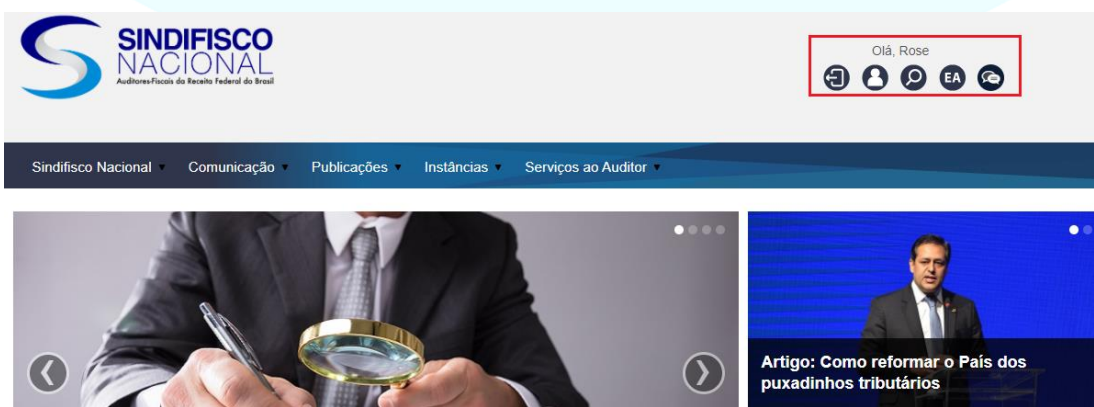 SINDIFISCO
NACIONAL
Auditores-Fiscais da Receita Federal do Brasil
Olá, Rose
EA
Sindifisco Nacional Comunicação Publicações Instâncias Serviços ao Auditor
Artigo: Como reformar o País dos
puxadinhos tributários